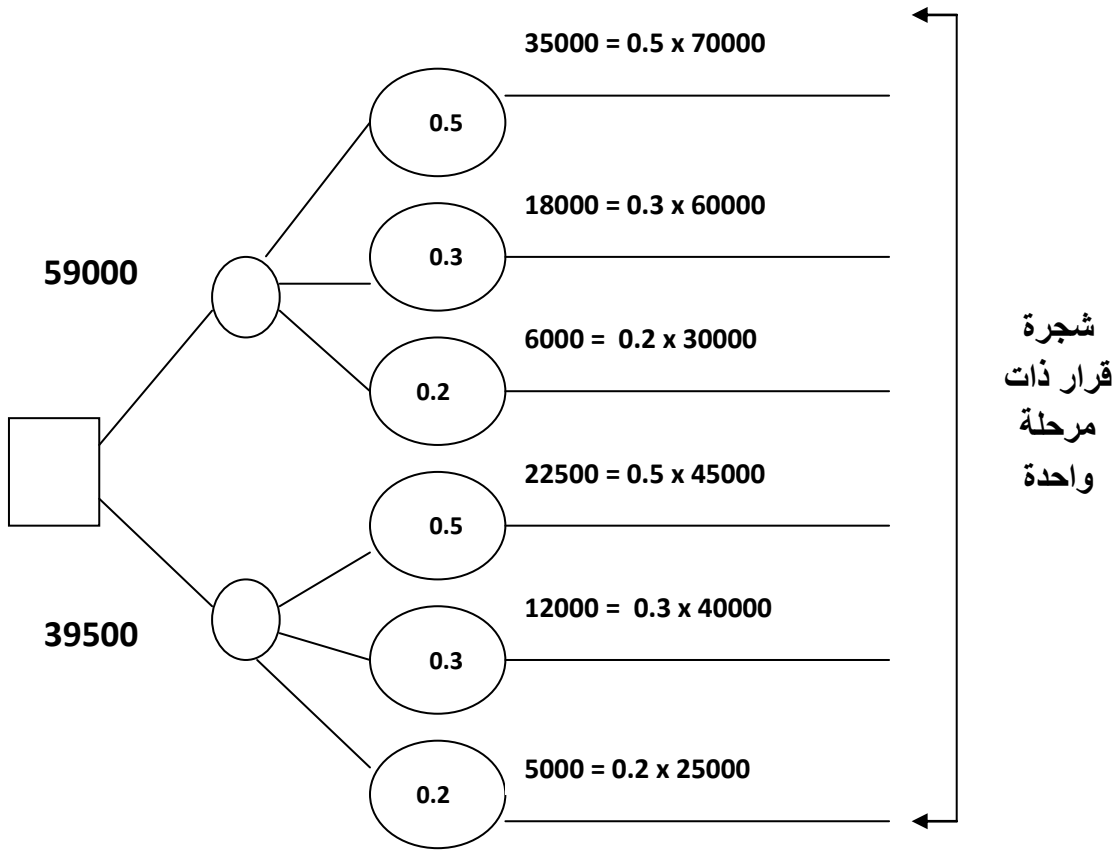 35000 = 0.5 x 70000
0.5
18000 = 0.3 x 60000
0.3
59000
6000 = 0.2 x 30000
0.2
شجرة
قرار ذات
مرحلة
واحدة
22500 = 0.5 x 45000
0.5
12000 = 0.3 x 40000
39500
0.3
5000 = 0.2 x 25000
0.2